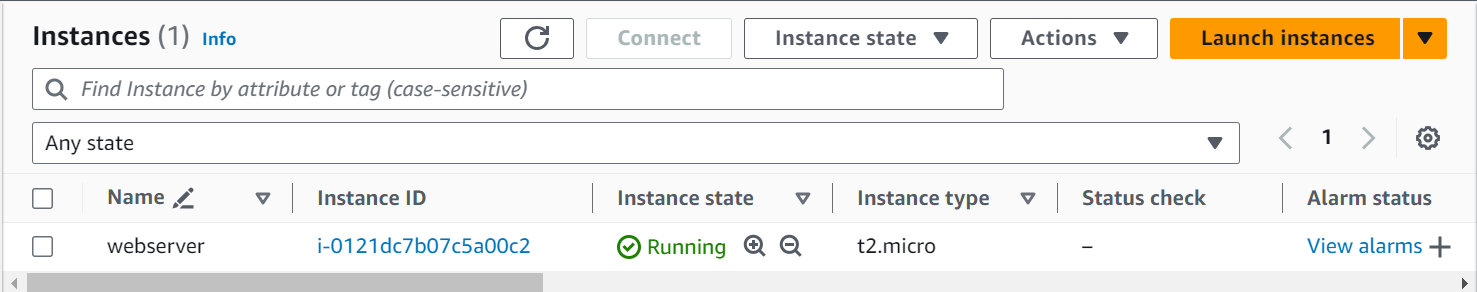 Instances (1) Info Connect Instance state Actions Launch instances
Find Instance by attribute or tag (case-sensitive)
Any state 1
Name Instance ID Instance state Instance type Status check Alarm status
webserver i-0121dc7b07c5a00c2 Running t2.micro – View alarms